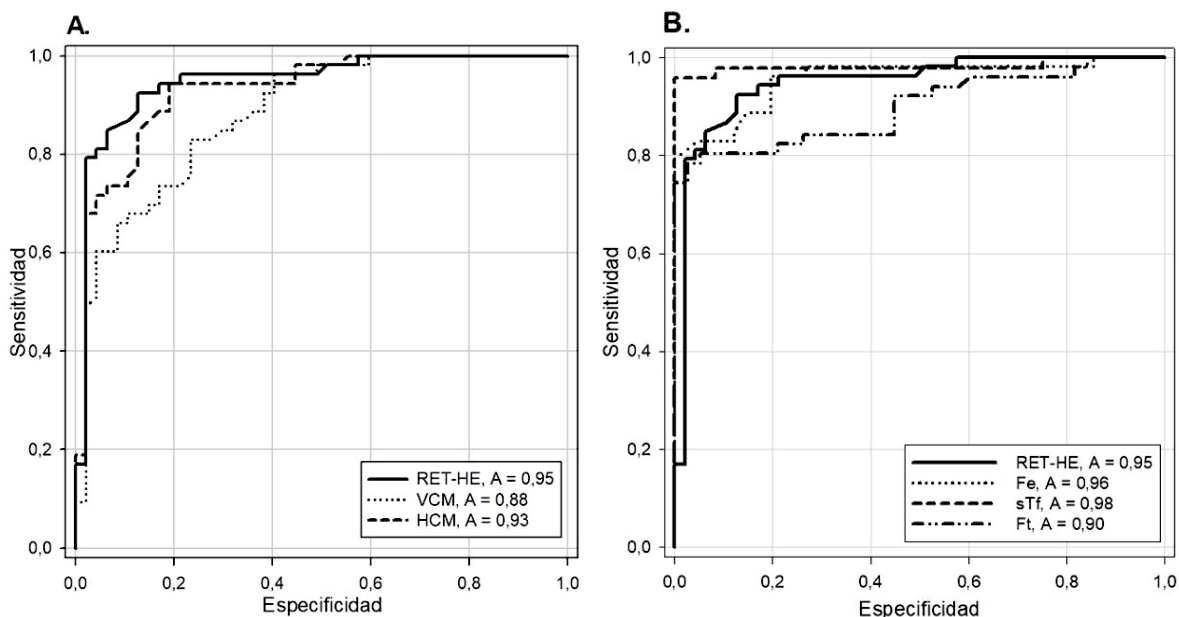 A.
1,0
0,8
0,6
0,4
0,2
0,0
Sensitividad
0,0 0,2 0,4 0,6 0,8 1,0
Especificidad
RET-HE, A = 0,95
VCM, A = 0,88
HCM, A = 0,93
B.
1,0
0,8
0,6
0,4
0,2
0,0
Sensitividad
0,0 0,2 0,4 0,6 0,8 1,0
Especificidad
RET-HE, A = 0,95
Fe, A = 0,96
sTf, A = 0,98
Ft, A = 0,90